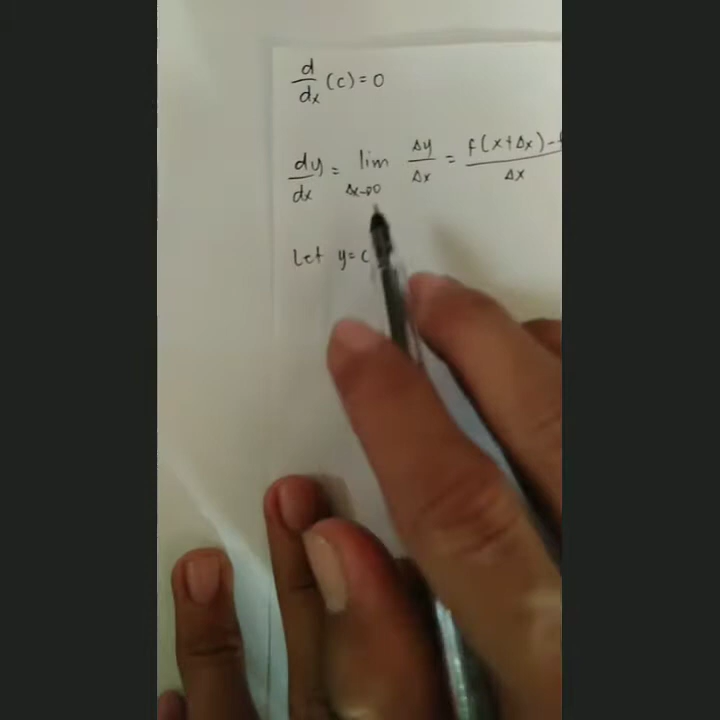 d/dx (c) = 0
dy/dx = lim Δx→0 Δy/Δx = f(x+Δx) - / Δx
Let y = c